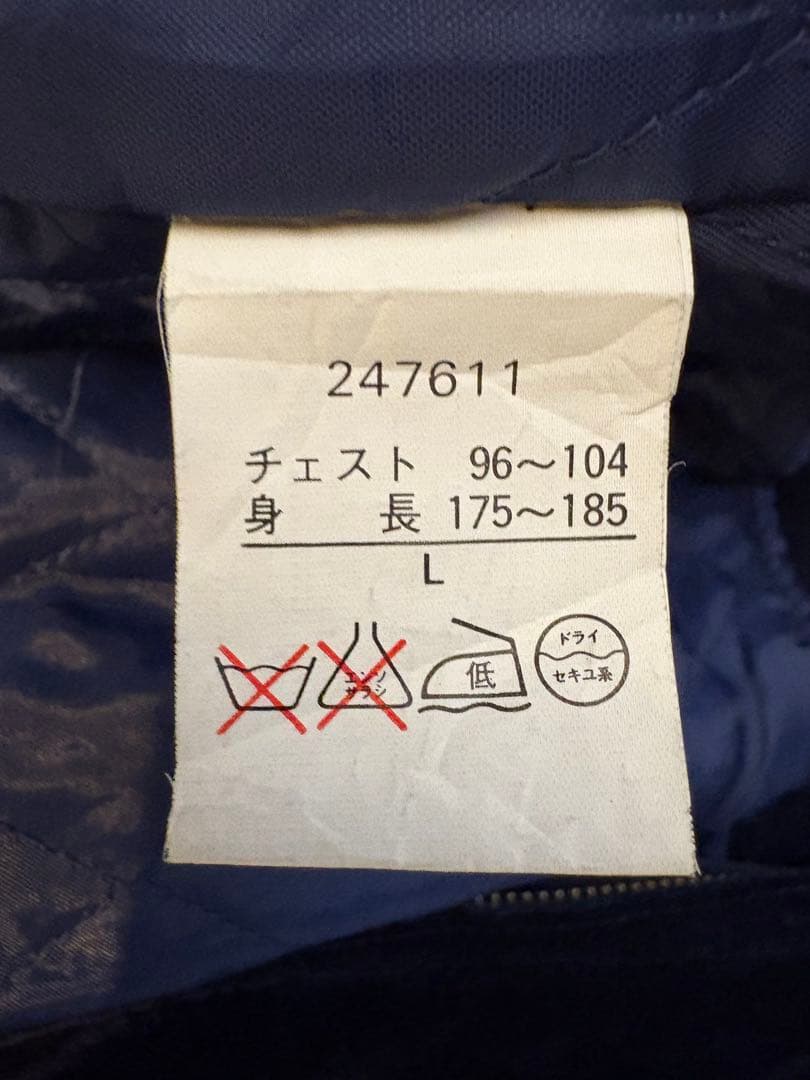 247611
チェスト 96～104
身長 175～185
L
エンソ
サラシ
低
ドライ
セキユ系